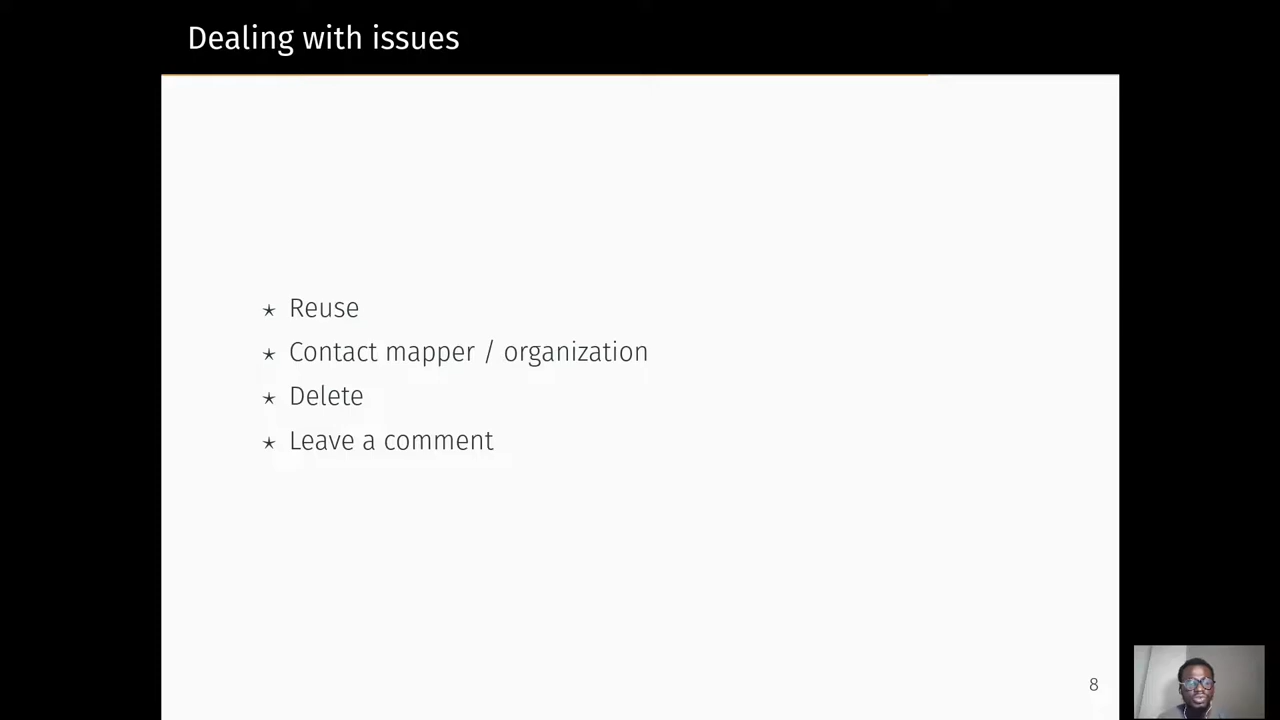 Dealing with issues
⋆ Reuse
⋆ Contact mapper / organization
⋆ Delete
⋆ Leave a comment
8